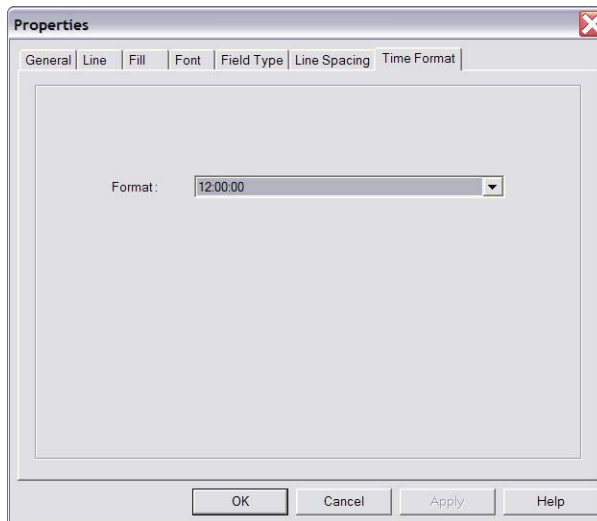 Properties
General Line Fill Font Field Type Line Spacing Time Format
Format: 12:00:00
OK Cancel Apply Help